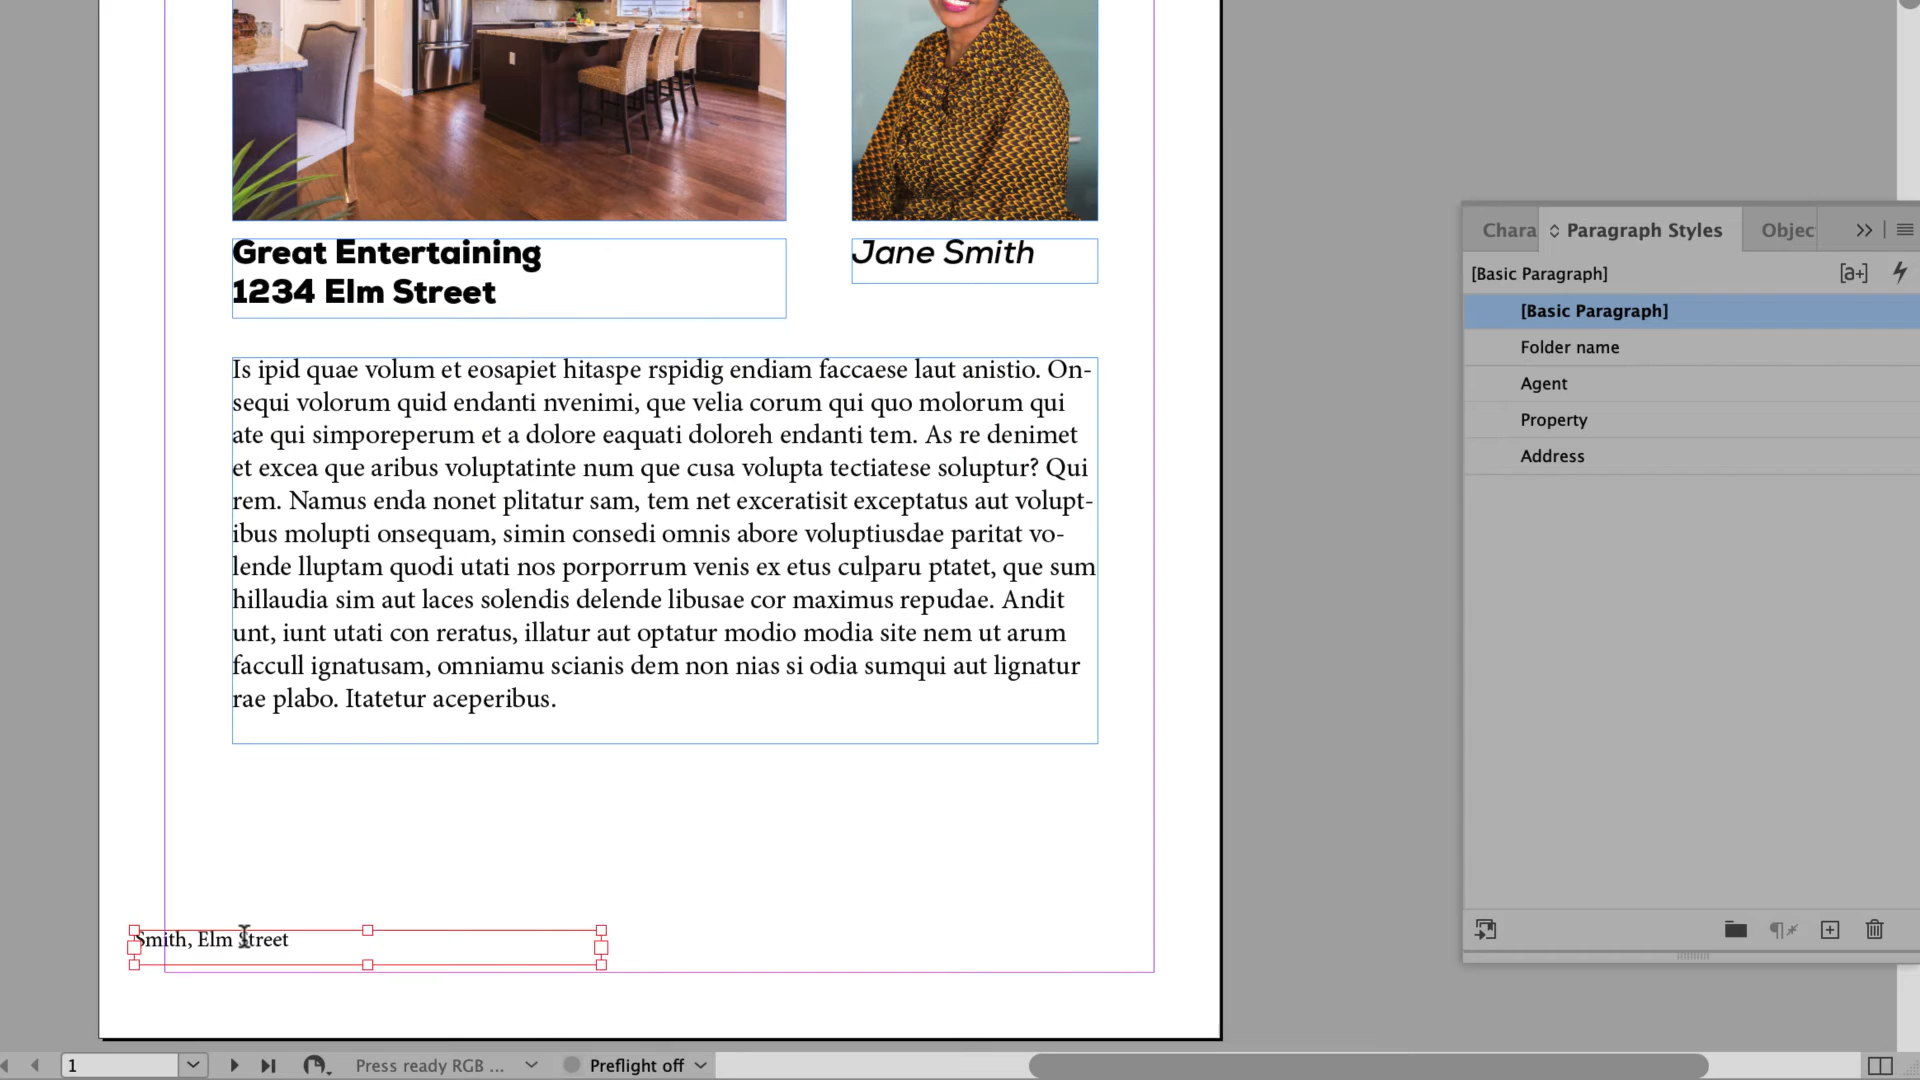 Great Entertaining
1234 Elm Street
Jane Smith
Is ipid quae volum et eosapiet hitaspe rspidig endiam faccaese laut anistio. On-
sequi volorum quid endanti nvenimi, que velia corum qui quo molorum qui
ate qui simporeperum et a dolore eaquati doloreh endanti tem. As re denimet
et excea que aribus voluptatinte num que cusa volupta tectiatese soluptur? Qui
rem. Namus enda nonet plitatur sam, tem net exceratisit exceptatus aut volupt-
ibus molupti onsequam, simin consedi omnis abore voluptiusdae paritat vo-
lende lluptam quodi utati nos porporrum venis ex etus culparu ptatet, que sum
hillaudia sim aut laces solendis delende libusae cor maximus repudae. Andit
unt, iunt utati con reratus, illatur aut optatur modio modia site nem ut arum
faccull ignatusam, omniamu scianis dem non nias si odia sumqui aut lignatur
rae plabo. Itatetur aceperibus.
Smith, Elm Street
Chara
Paragraph Styles
Objec
[Basic Paragraph]
[a+]
[Basic Paragraph]
Folder name
Agent
Property
Address
1
Press ready RGB ...
Preflight off